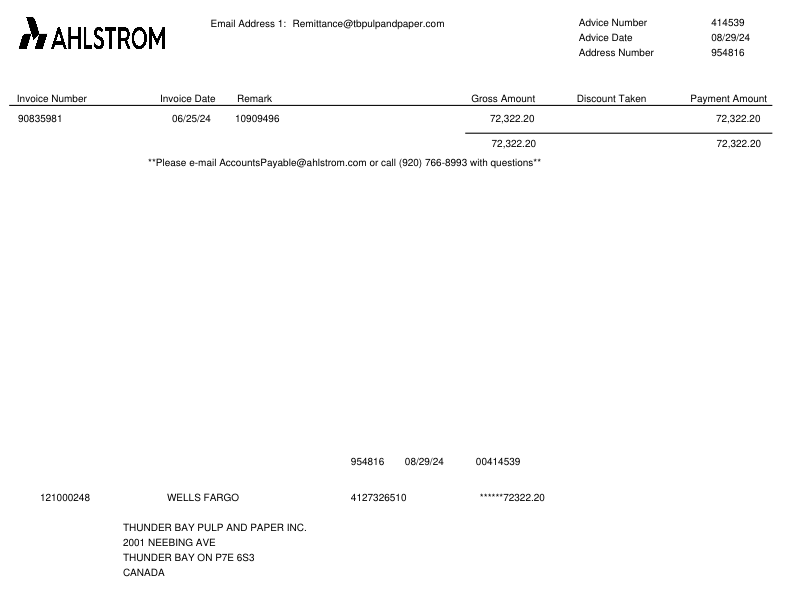 AHLSTROM
Email Address 1: Remittance@tbpulpandpaper.com
Advice Number 414539
Advice Date 08/29/24
Address Number 954816
Invoice Number Invoice Date Remark Gross Amount Discount Taken Payment Amount
90835981 06/25/24 10909496 72,322.20 72,322.20
72,322.20 72,322.20
**Please e-mail AccountsPayable@ahlstrom.com or call (920) 766-8993 with questions**
954816 08/29/24 00414539
121000248 WELLS FARGO 4127326510 ******72322.20
THUNDER BAY PULP AND PAPER INC.
2001 NEEBING AVE
THUNDER BAY ON P7E 6S3
CANADA